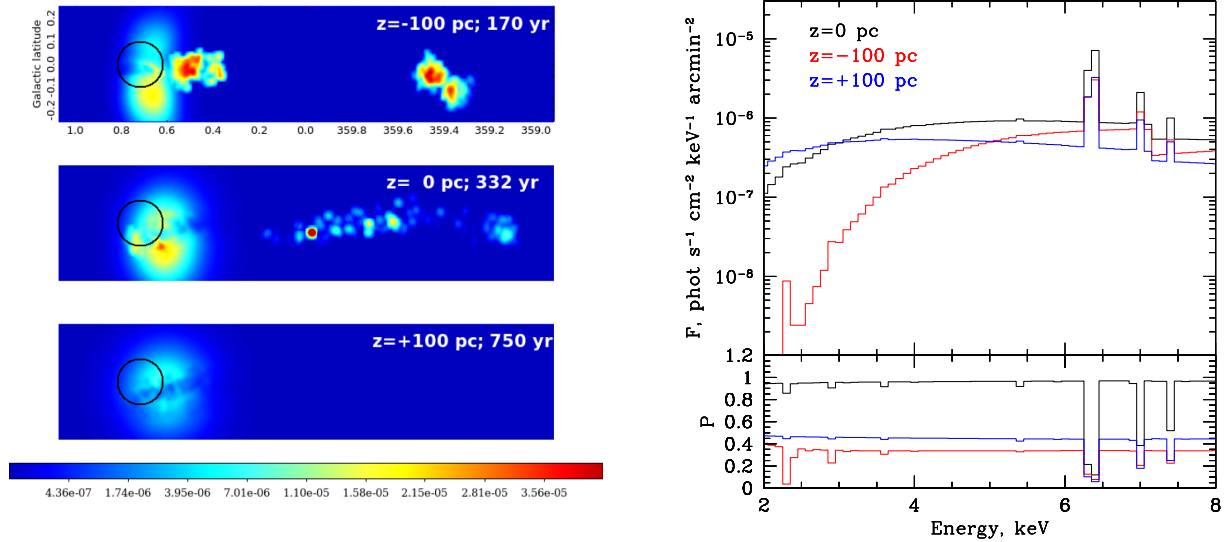 z=-100 pc; 170 yr
Galactic latitude
0.2
0.1
0.0
-0.1
-0.2
1.0 0.8 0.6 0.4 0.2 0.0 359.8 359.6 359.4 359.2 359.0
z= 0 pc; 332 yr
z=+100 pc; 750 yr
4.36e-07 1.74e-06 3.95e-06 7.01e-06 1.10e-05 1.58e-05 2.15e-05 2.81e-05 3.56e-05
F, phot s⁻¹ cm⁻² keV⁻¹ arcmin⁻²
10⁻⁵
10⁻⁶
10⁻⁷
10⁻⁸
z=0 pc
z=−100 pc
z=+100 pc
P
1.2
1
0.8
0.6
0.4
0.2
0
2 4 6 8
Energy, keV